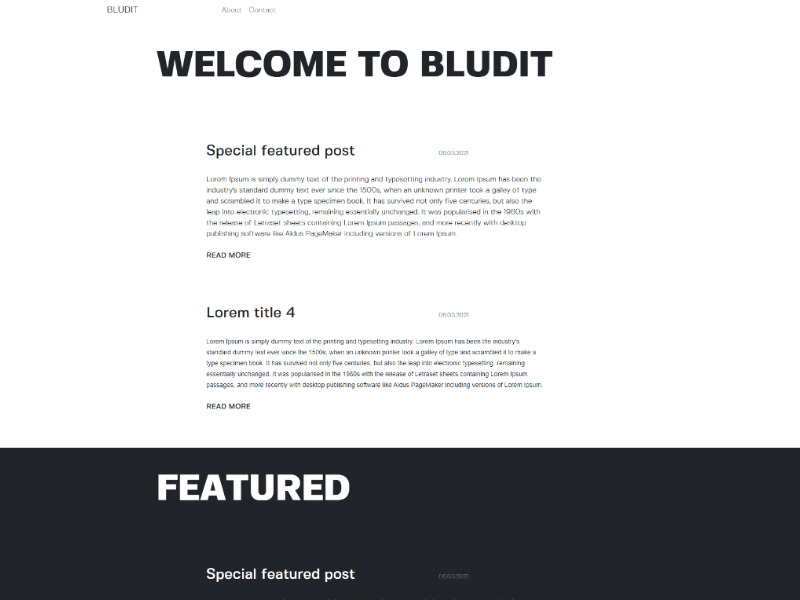 BLUDIT
About Contact
WELCOME TO BLUDIT
Special featured post
06.03.2021
Lorem Ipsum is simply dummy text of the printing and typesetting industry. Lorem Ipsum has been the
industry's standard dummy text ever since the 1500s, when an unknown printer took a galley of type
and scrambled it to make a type specimen book. It has survived not only five centuries, but also the
leap into electronic typesetting, remaining essentially unchanged. It was popularised in the 1960s with
the release of Letraset sheets containing Lorem Ipsum passages, and more recently with desktop
publishing software like Aldus PageMaker including versions of Lorem Ipsum.
READ MORE
Lorem title 4
06.03.2021
Lorem Ipsum is simply dummy text of the printing and typesetting industry. Lorem Ipsum has been the industry's
standard dummy text ever since the 1500s, when an unknown printer took a galley of type and scrambled it to make a
type specimen book. It has survived not only five centuries, but also the leap into electronic typesetting, remaining
essentially unchanged. It was popularised in the 1960s with the release of Letraset sheets containing Lorem Ipsum
passages, and more recently with desktop publishing software like Aldus PageMaker including versions of Lorem Ipsum.
READ MORE
FEATURED
Special featured post
06.03.2021